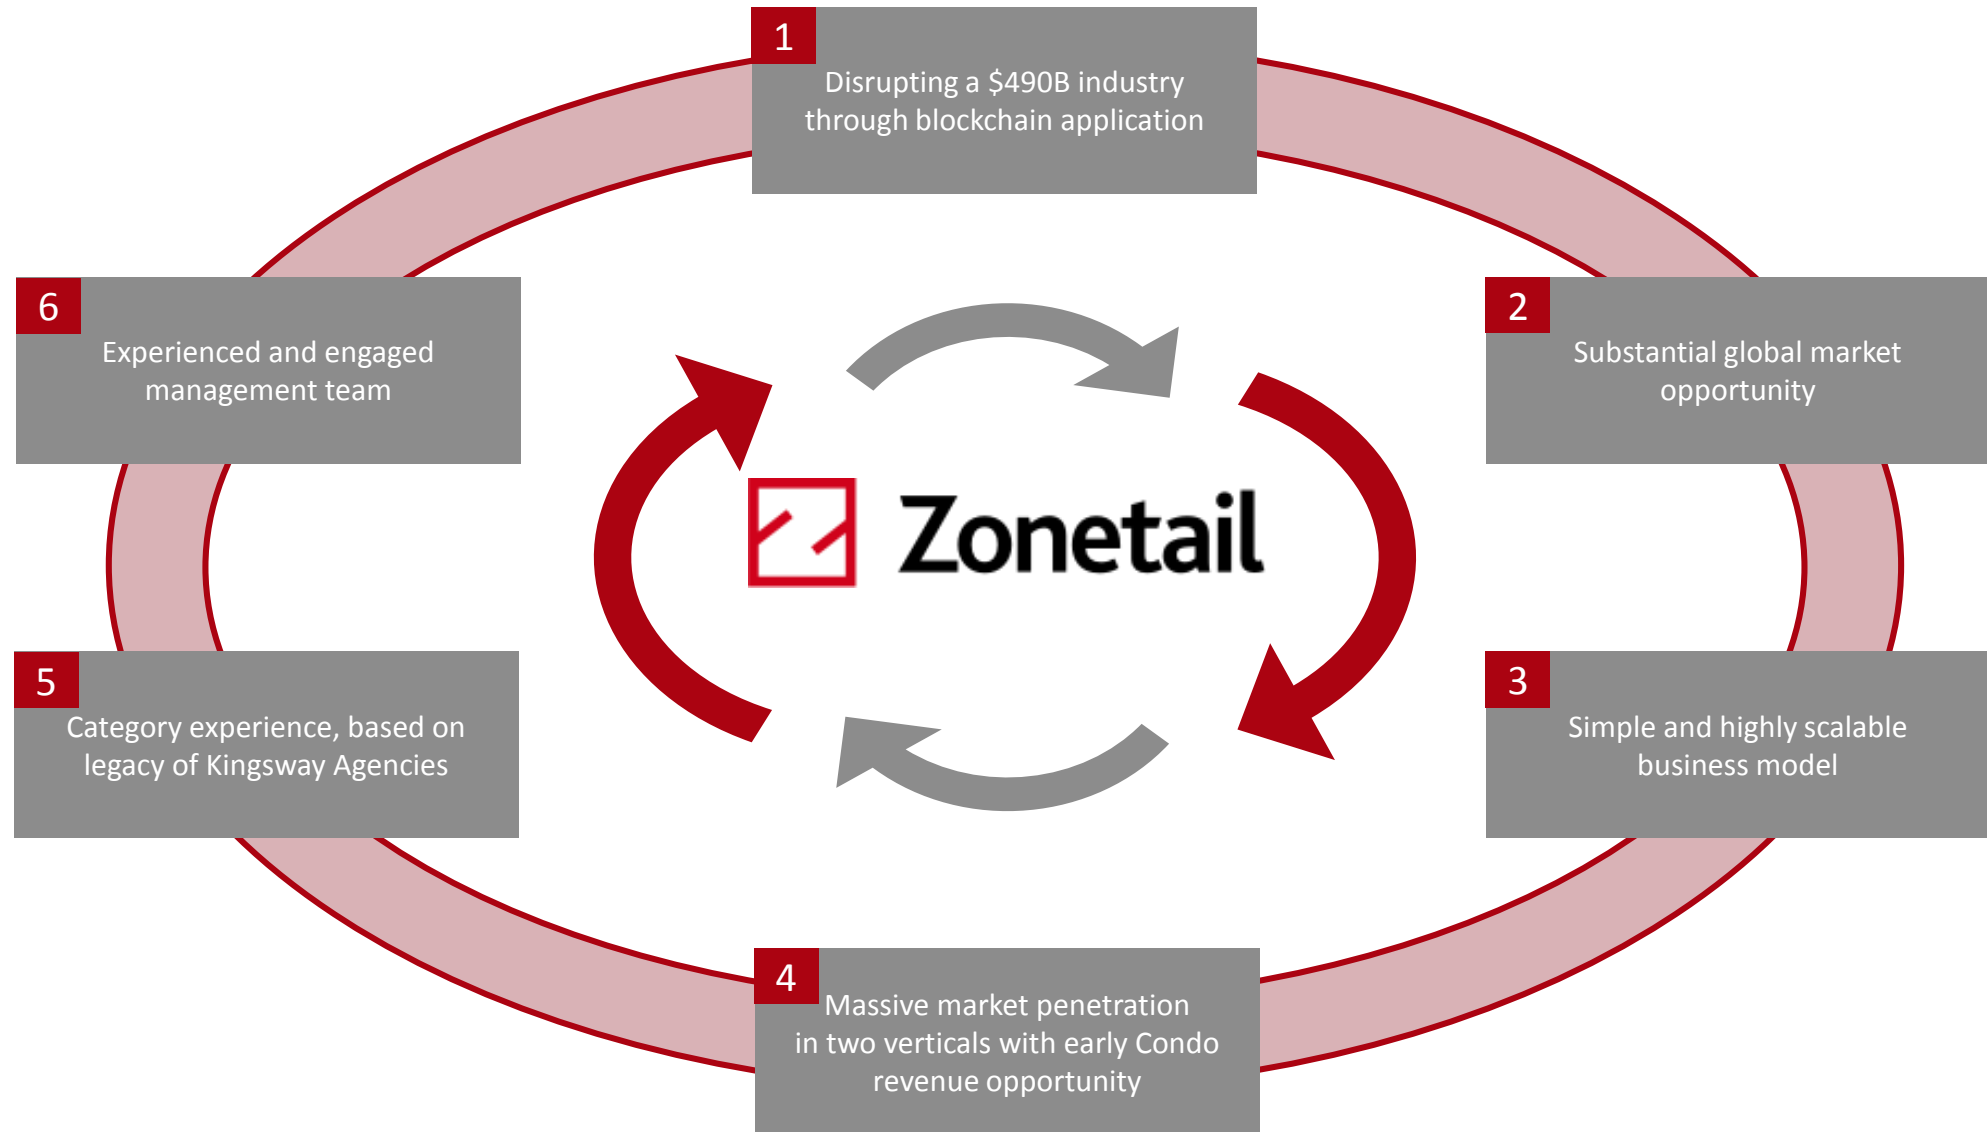 1
Disrupting a $490B industry
through blockchain application
2
Substantial global market
opportunity
3
Simple and highly scalable
business model
4
Massive market penetration
in two verticals with early Condo
revenue opportunity
5
Category experience, based on
legacy of Kingsway Agencies
6
Experienced and engaged
management team
Zonetail